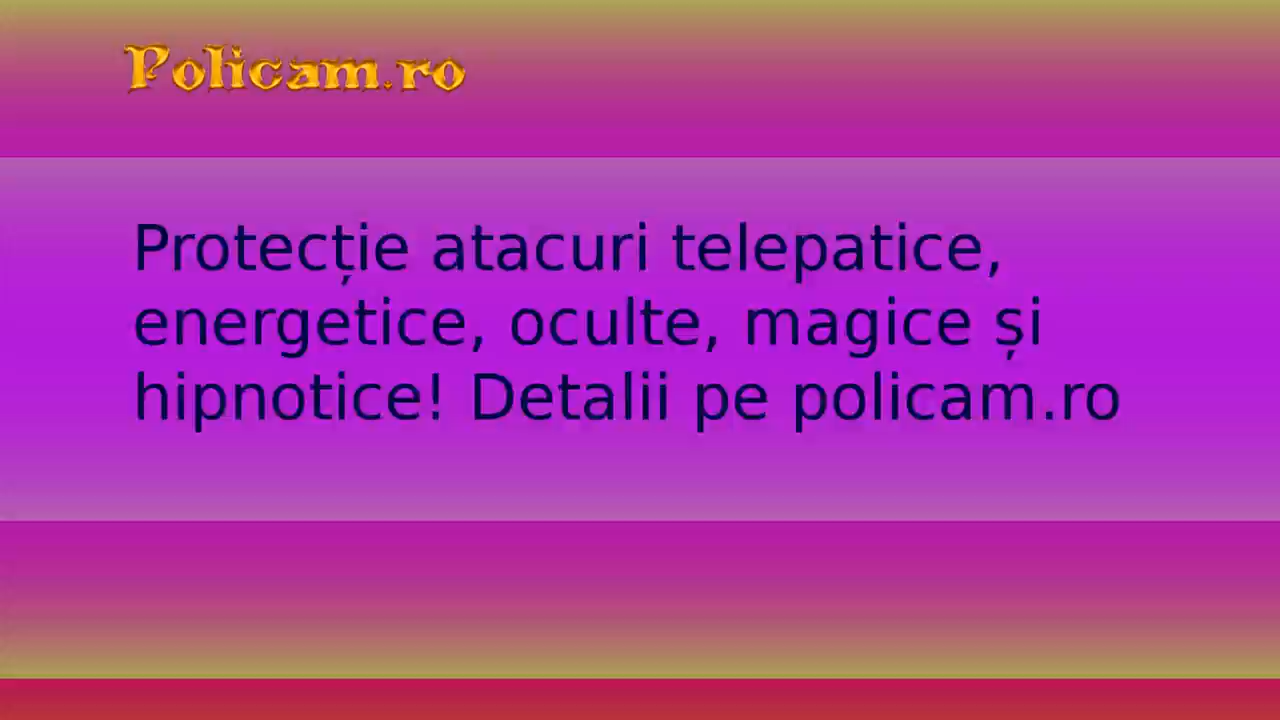 Policam.ro
Protecție atacuri telepatice,
energetice, oculte, magice și
hipnotice! Detalii pe policam.ro